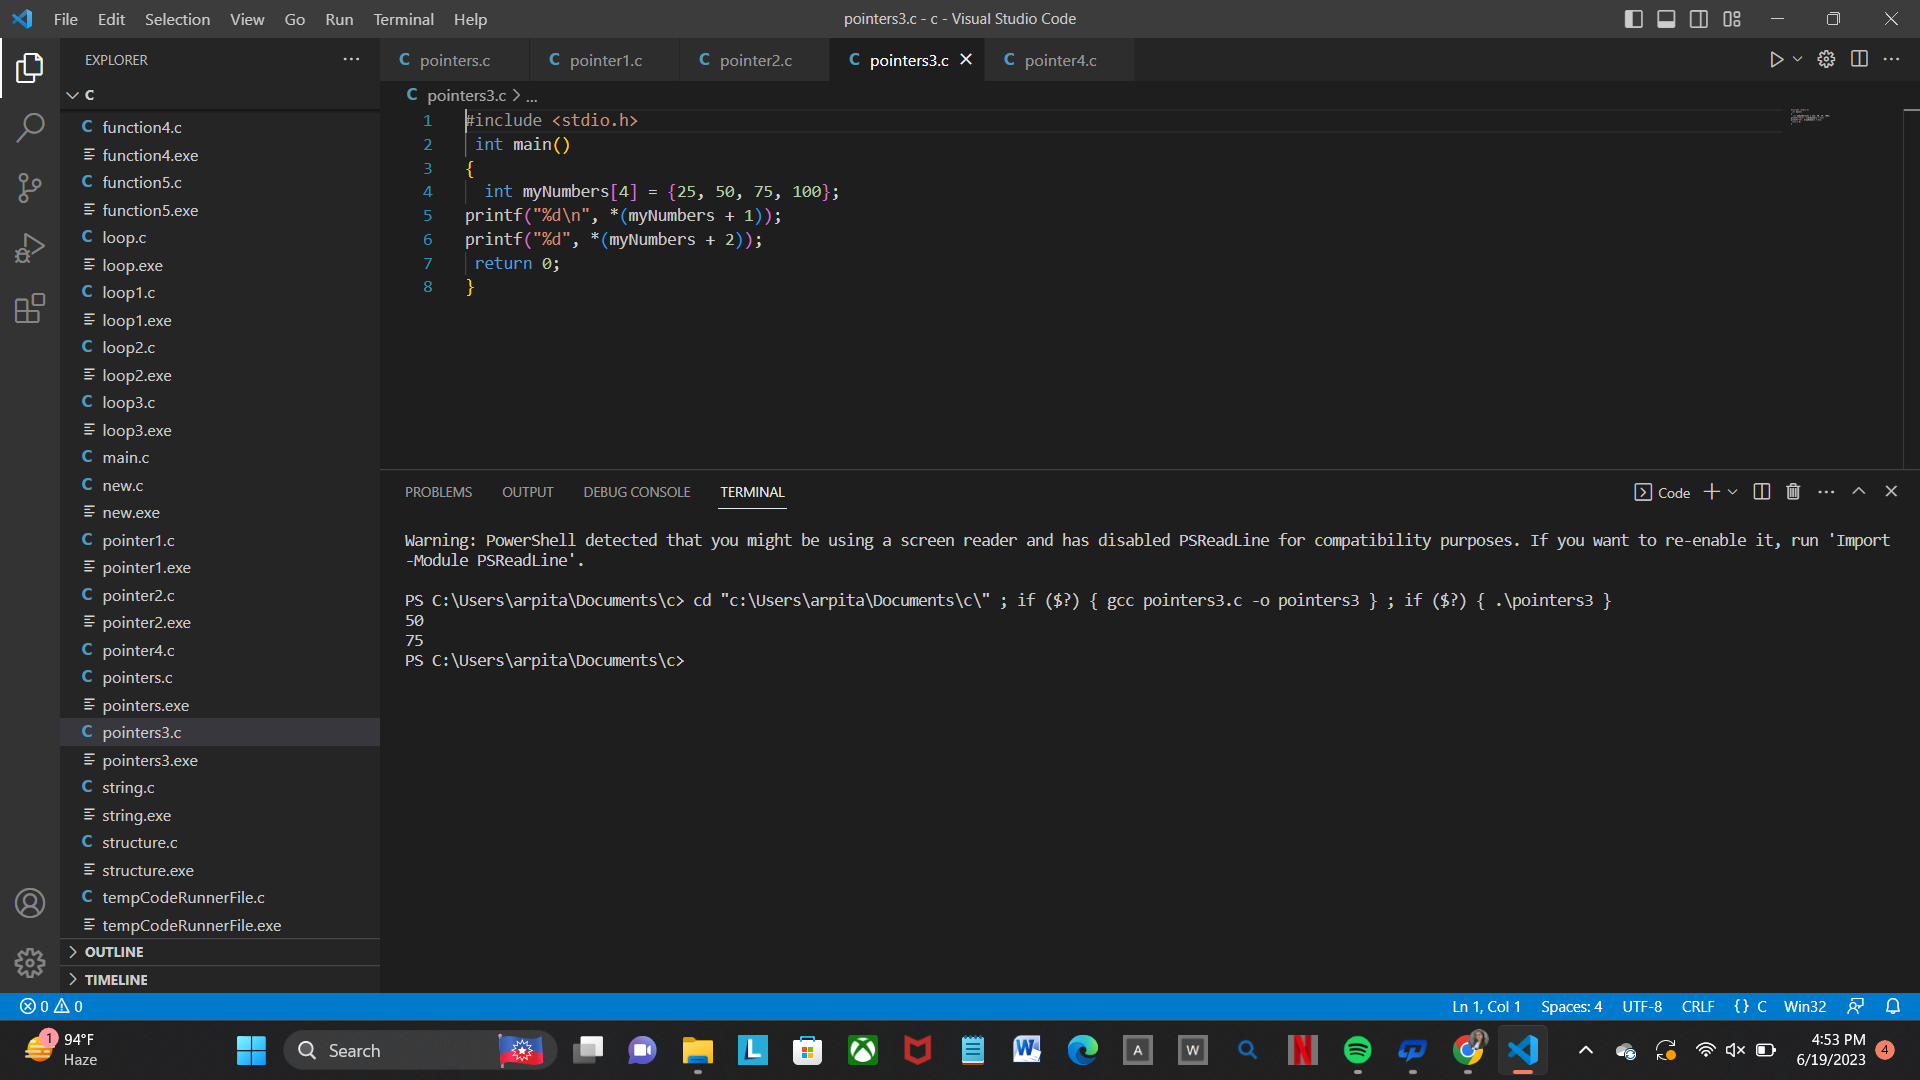 File Edit Selection View Go Run Terminal Help
pointers3.c - c - Visual Studio Code
EXPLORER
C
function4.c
function4.exe
function5.c
function5.exe
loop.c
loop.exe
loop1.c
loop1.exe
loop2.c
loop2.exe
loop3.c
loop3.exe
main.c
new.c
new.exe
pointer1.c
pointer1.exe
pointer2.c
pointer2.exe
pointer4.c
pointers.c
pointers.exe
pointers3.c
pointers3.exe
string.c
string.exe
structure.c
structure.exe
tempCodeRunnerFile.c
tempCodeRunnerFile.exe
OUTLINE
TIMELINE
C pointers.c C pointer1.c C pointer2.c C pointers3.c C pointer4.c
C pointers3.c > ...
1 #include <stdio.h>
2 int main()
3 {
4 int myNumbers[4] = {25, 50, 75, 100};
5 printf("%d\n", *(myNumbers + 1));
6 printf("%d", *(myNumbers + 2));
7 return 0;
8 }
PROBLEMS OUTPUT DEBUG CONSOLE TERMINAL
Code
Warning: PowerShell detected that you might be using a screen reader and has disabled PSReadLine for compatibility purposes. If you want to re-enable it, run 'Import
-Module PSReadLine'.
PS C:\Users\arpita\Documents\c> cd "c:\Users\arpita\Documents\c\" ; if ($?) { gcc pointers3.c -o pointers3 } ; if ($?) { .\pointers3 }
50
75
PS C:\Users\arpita\Documents\c>
0 0
Ln 1, Col 1 Spaces: 4 UTF-8 CRLF {} C Win32
1
94°F
Haze
Search
L
A
W
N
4:53 PM
6/19/2023
4